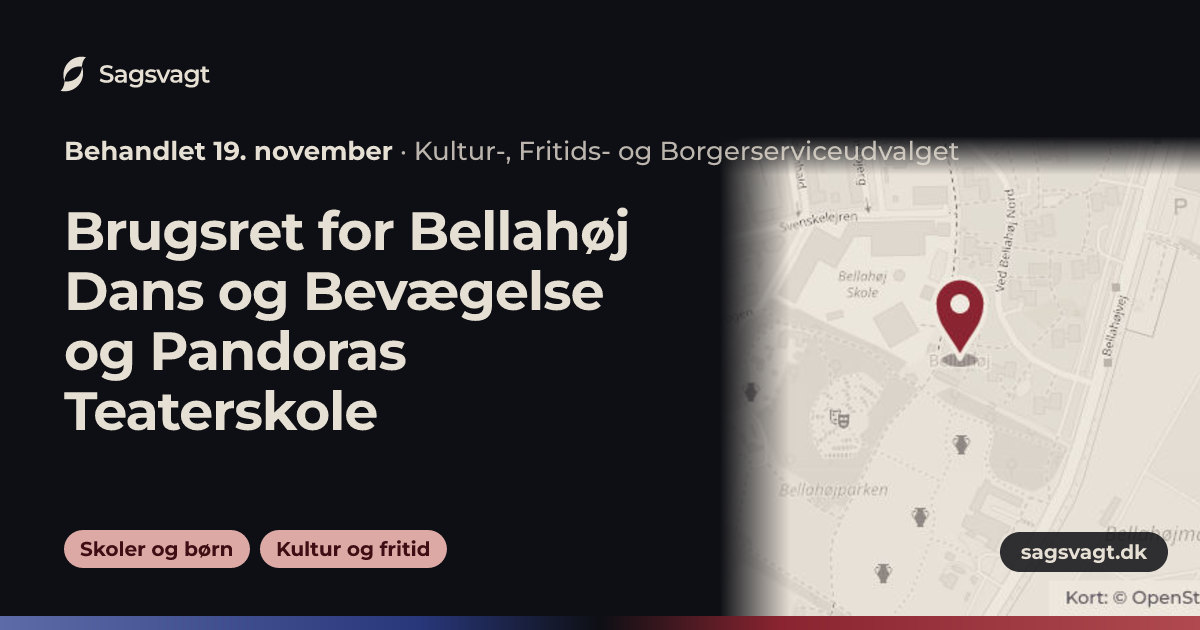 Sagsvagt
Behandlet 19. november · Kultur-, Fritids- og Borgerserviceudvalget
Brugsret for Bellahøj
Dans og Bevægelse
og Pandoras
Teaterskole
Svenskelejren
Ved Bellahøj Nord
P
Bellahøj
Skole
Bellahøjvej
Bellahøj
Bellahøjparken
Skoler og børn
Kultur og fritid
sagsvagt.dk
Kort: © OpenSt